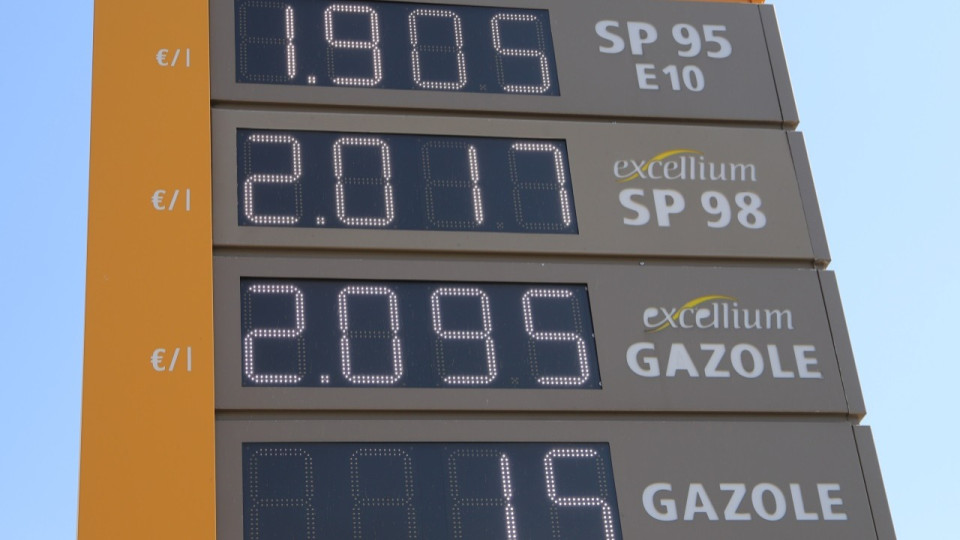 €/l
1.905
SP 95
E10
€/l
2.017
excellium
SP 98
€/l
2.095
excellium
GAZOLE
15
GAZOLE